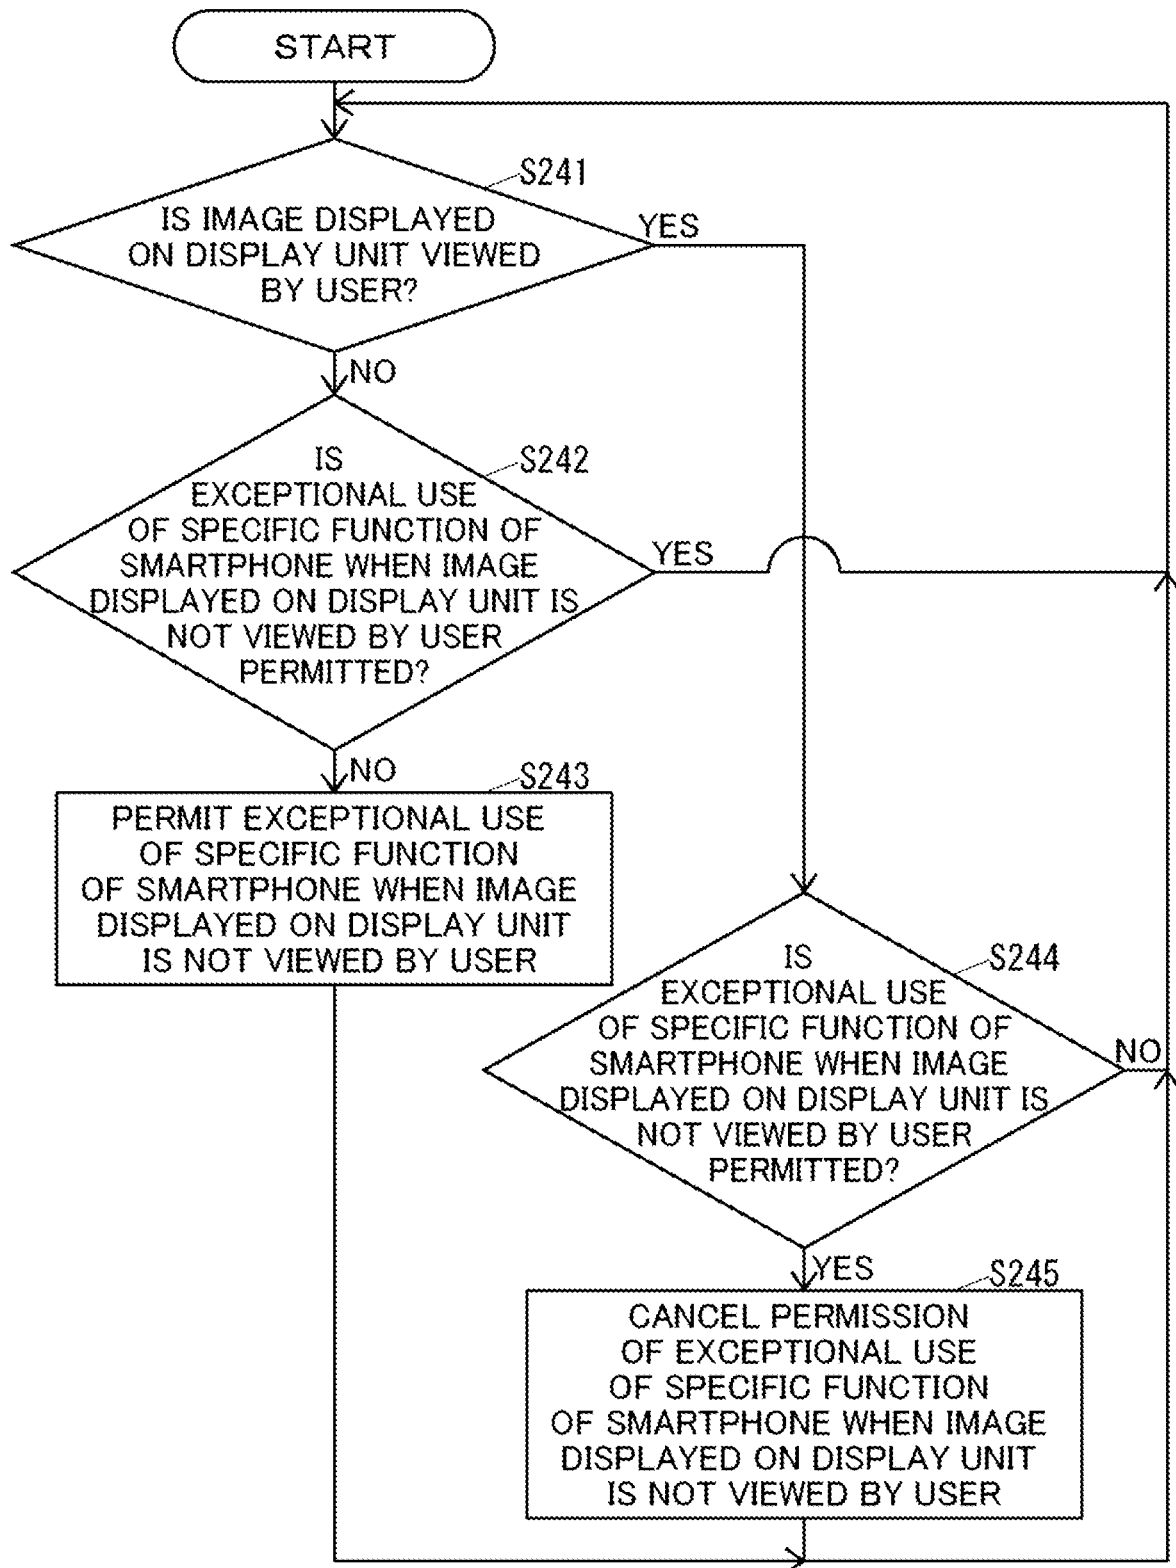 START
S241
IS IMAGE DISPLAYED
ON DISPLAY UNIT VIEWED
BY USER?
YES
NO
S242
IS
EXCEPTIONAL USE
OF SPECIFIC FUNCTION OF
SMARTPHONE WHEN IMAGE
DISPLAYED ON DISPLAY UNIT IS
NOT VIEWED BY USER
PERMITTED?
YES
NO
S243
PERMIT EXCEPTIONAL USE
OF SPECIFIC FUNCTION
OF SMARTPHONE WHEN IMAGE
DISPLAYED ON DISPLAY UNIT
IS NOT VIEWED BY USER
S244
IS
EXCEPTIONAL USE
OF SPECIFIC FUNCTION OF
SMARTPHONE WHEN IMAGE
DISPLAYED ON DISPLAY UNIT IS
NOT VIEWED BY USER
PERMITTED?
NO
YES
S245
CANCEL PERMISSION
OF EXCEPTIONAL USE
OF SPECIFIC FUNCTION
OF SMARTPHONE WHEN IMAGE
DISPLAYED ON DISPLAY UNIT
IS NOT VIEWED BY USER